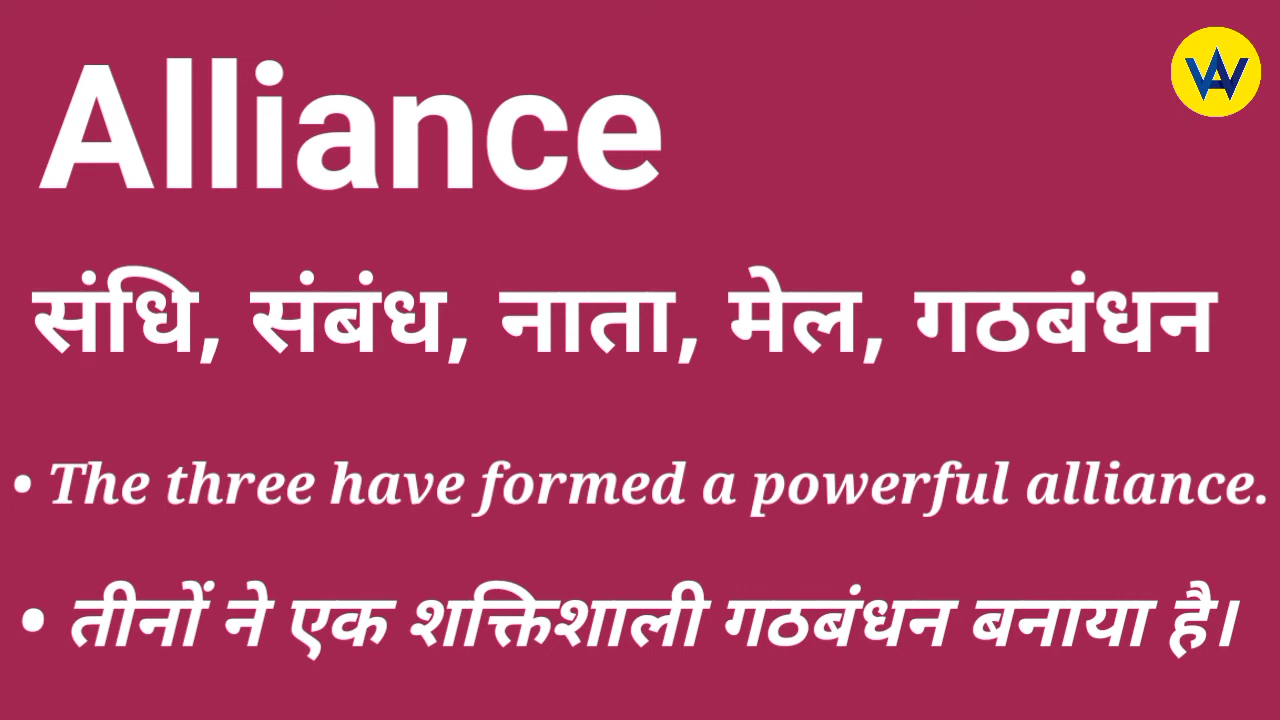 Alliance
संधि, संबंध, नाता, मेल, गठबंधन
• The three have formed a powerful alliance.
• तीनों ने एक शक्तिशाली गठबंधन बनाया है।